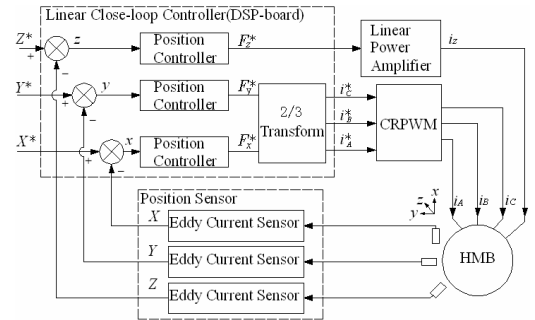 Linear Close-loop Controller(DSP-board)
Z*
+
−
z
Position
Controller
F*z
Linear
Power
Amplifier
iz
Y*
+
−
y
Position
Controller
F*y
2/3
Transform
i*C
i*B
i*A
CRPWM
X*
+
−
x
Position
Controller
F*x
iA
iB
iC
Position Sensor
X
Eddy Current Sensor
Y
Eddy Current Sensor
Z
Eddy Current Sensor
x
z
y
HMB